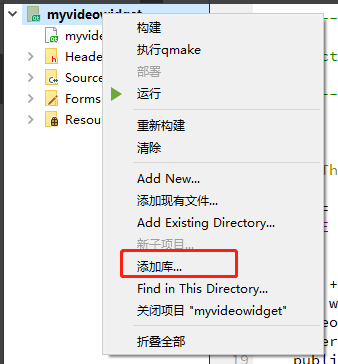 myvideowidget
myvide
Heade
Source
Forms
Resou
构建
执行qmake
部署
运行
重新构建
清除
Add New...
添加现有文件...
Add Existing Directory...
新子项目...
添加库...
Find in This Directory...
关闭项目 "myvideowidget"
折叠全部
19
publi